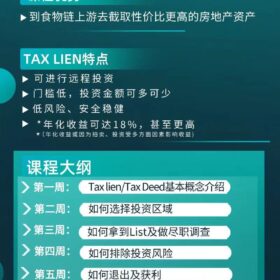 • 到食物链上游去截取性价比更高的房地产资产
TAX LIEN特点
• 可进行远程投资
• 门槛低，投资金额可多可少
• 低风险、安全稳健
• *年化收益可达18%，甚至更高
（*年化收益或因为拍卖、投资受多方面因素影响收益）
课程大纲
第一周： Tax lien/Tax Deed基本概念介绍
第二周： 如何选择投资区域
第三周： 如何拿到List及做尽职调查
第四周： 如何排除投资风险
第五周： 如何退出及获利